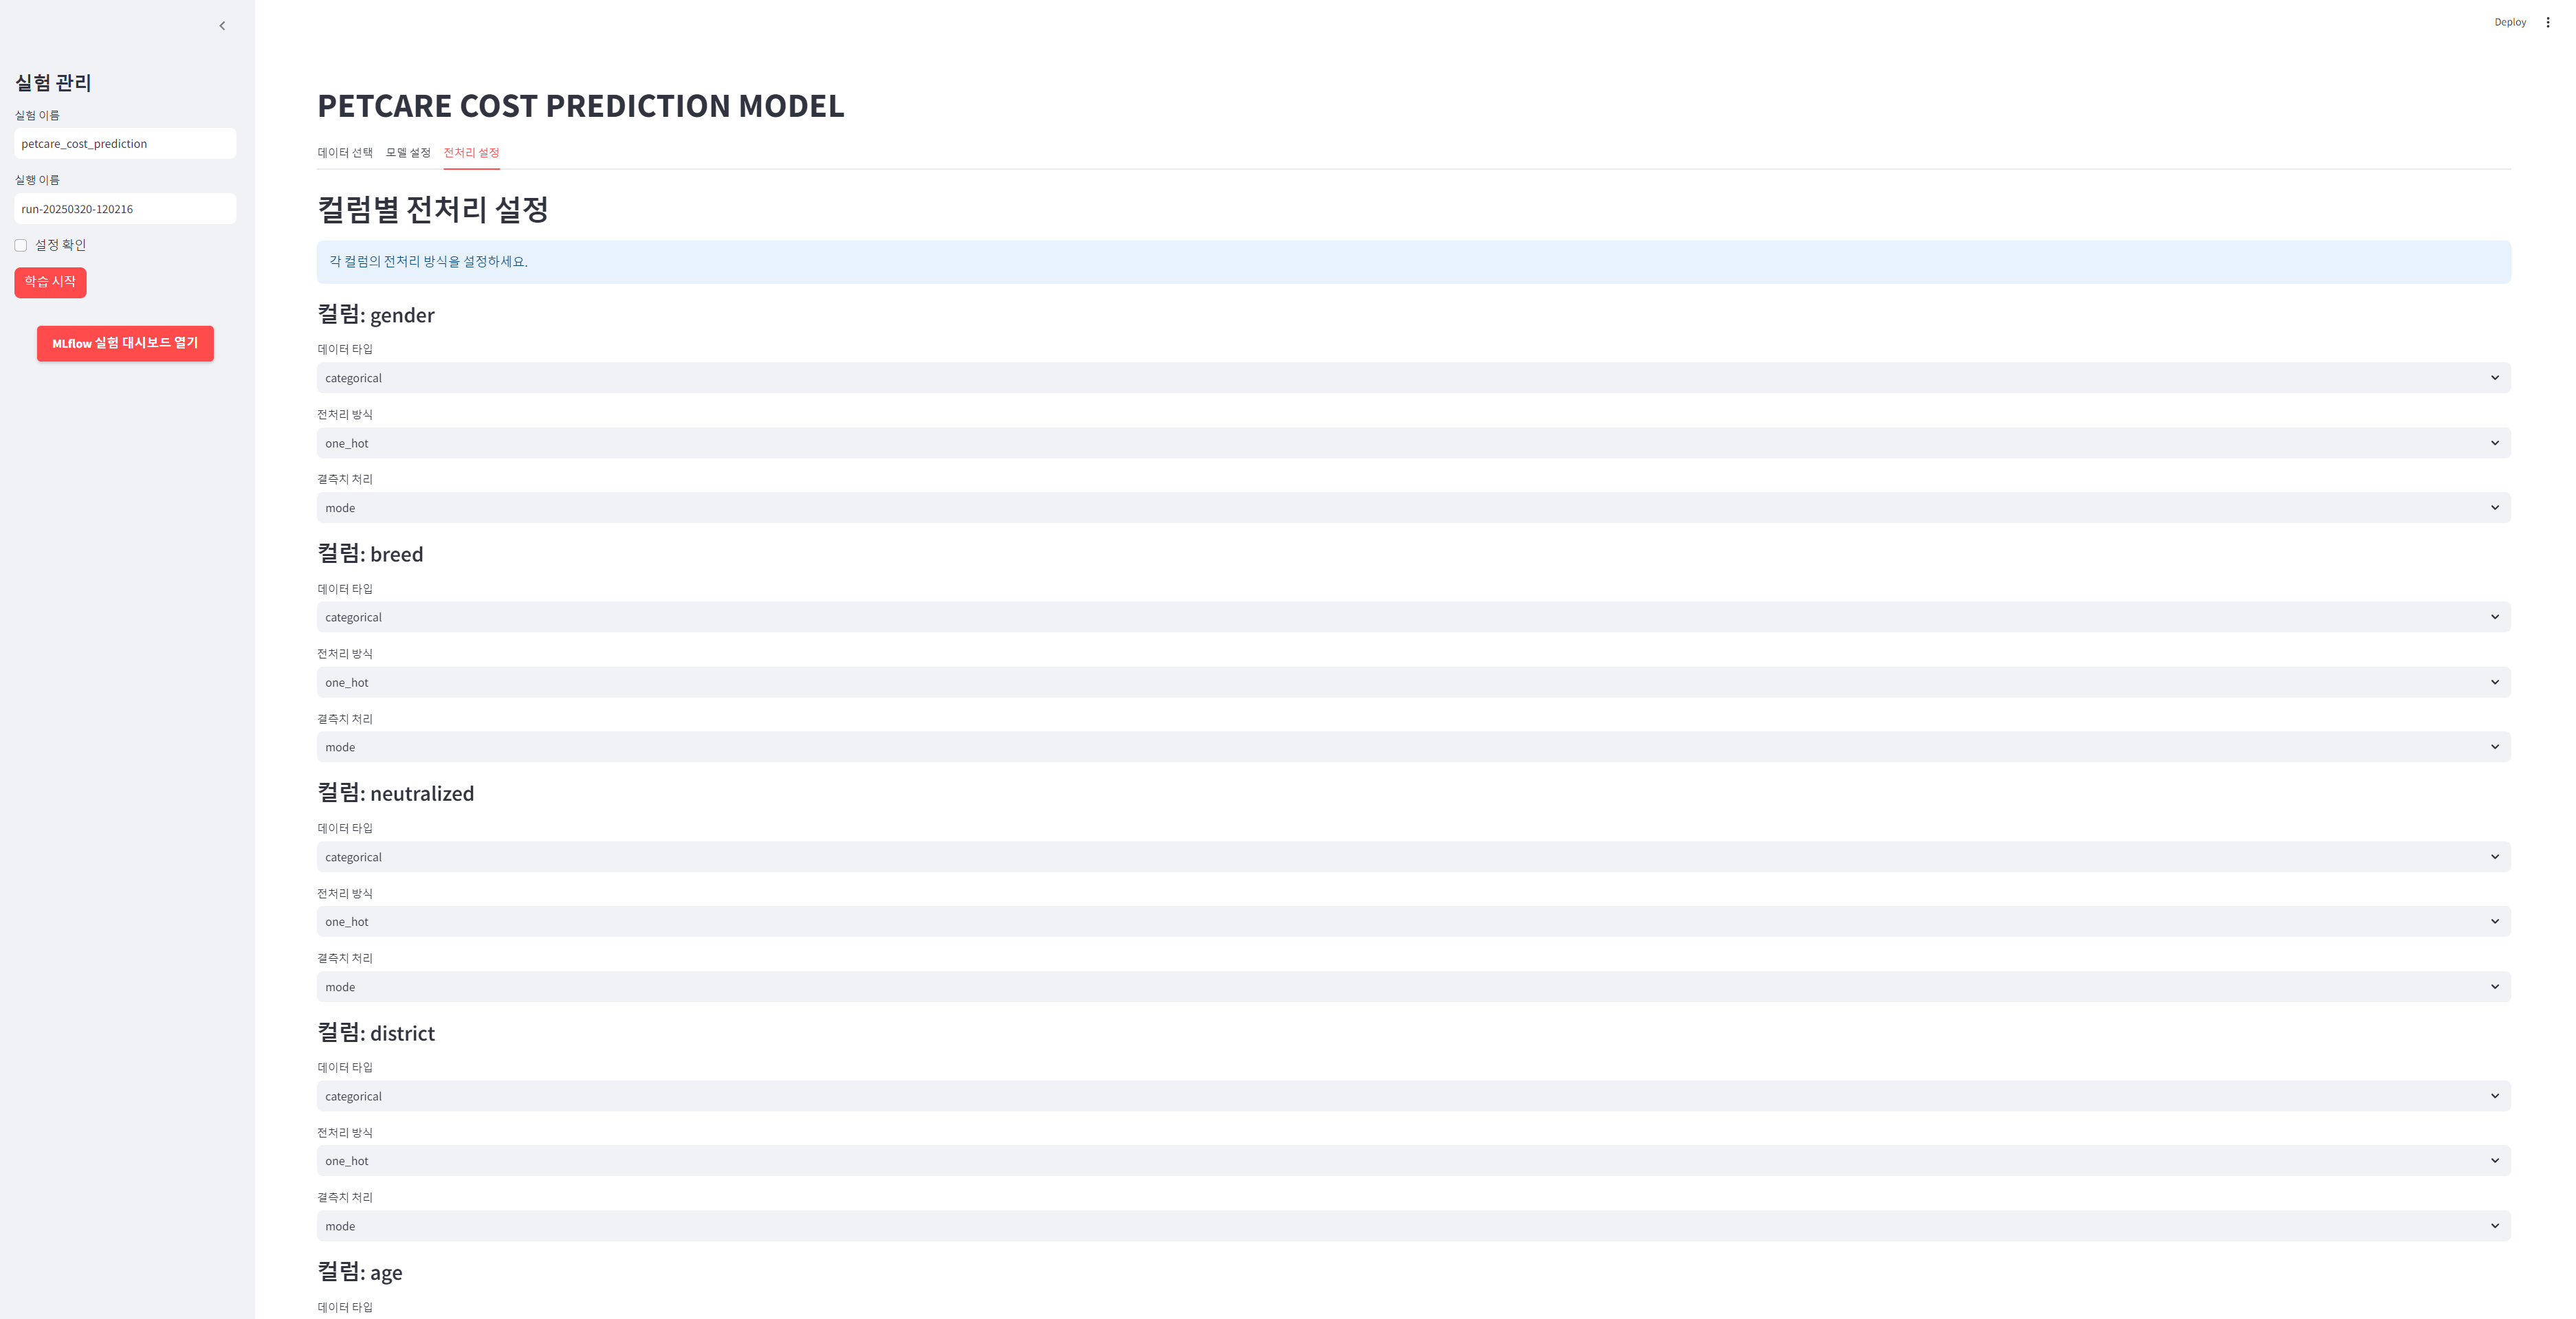 Deploy
실험 관리
실험 이름
petcare_cost_prediction
실행 이름
run-20250320-120216
설정 확인
학습 시작
MLflow 실험 대시보드 열기
PETCARE COST PREDICTION MODEL
데이터 선택 모델 설정 전처리 설정
컬럼별 전처리 설정
각 컬럼의 전처리 방식을 설정하세요.
컬럼: gender
데이터 타입
categorical
전처리 방식
one_hot
결측치 처리
mode
컬럼: breed
데이터 타입
categorical
전처리 방식
one_hot
결측치 처리
mode
컬럼: neutralized
데이터 타입
categorical
전처리 방식
one_hot
결측치 처리
mode
컬럼: district
데이터 타입
categorical
전처리 방식
one_hot
결측치 처리
mode
컬럼: age
데이터 타입